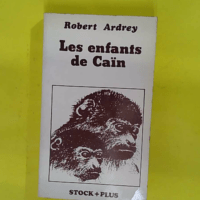 Robert Ardrey
Les enfants
de Caïn
STOCK + PLUS